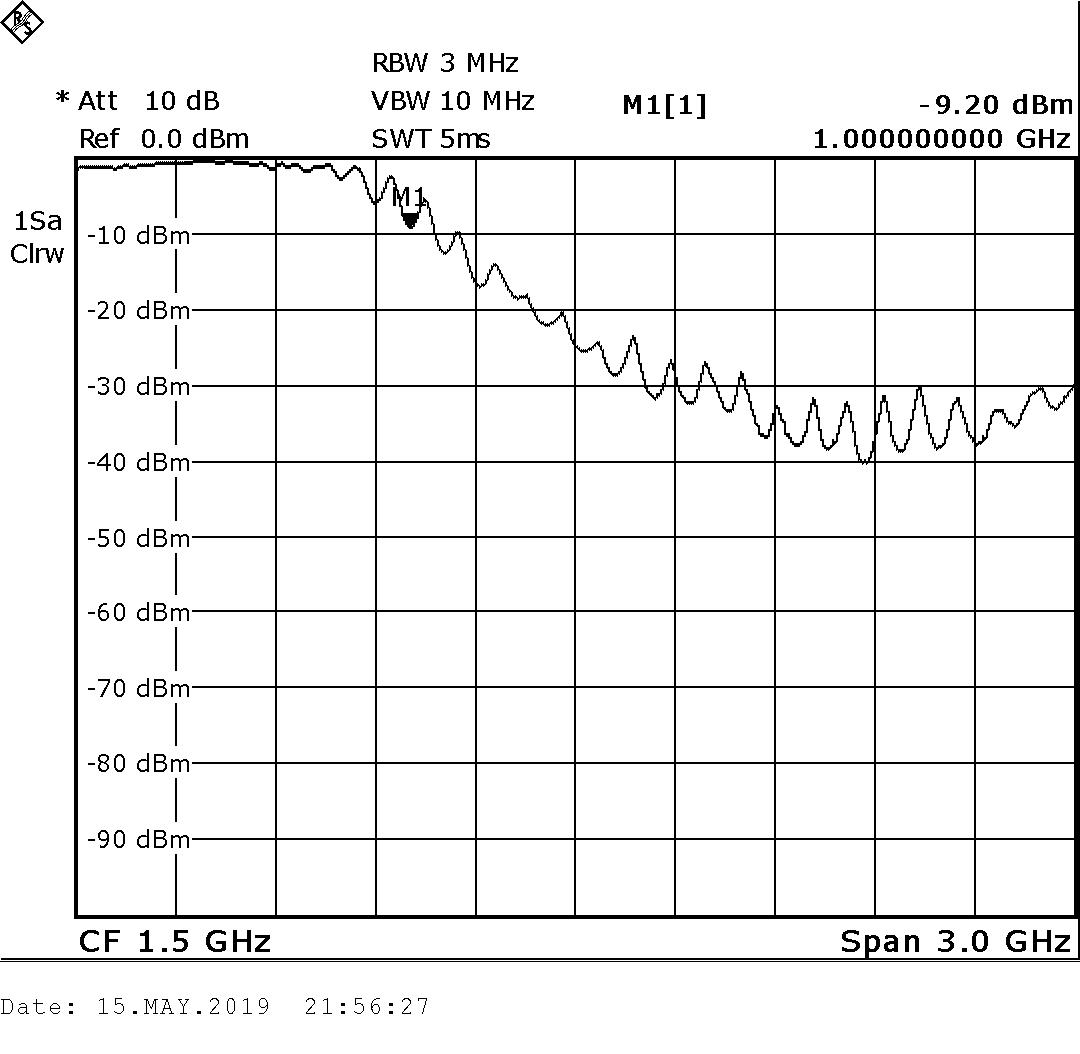 R S
RBW 3 MHz
* Att 10 dB VBW 10 MHz M1[1] -9.20 dBm
Ref 0.0 dBm SWT 5ms 1.000000000 GHz
M1
1Sa
Clrw
-10 dBm
-20 dBm
-30 dBm
-40 dBm
-50 dBm
-60 dBm
-70 dBm
-80 dBm
-90 dBm
CF 1.5 GHz Span 3.0 GHz
Date: 15.MAY.2019 21:56:27